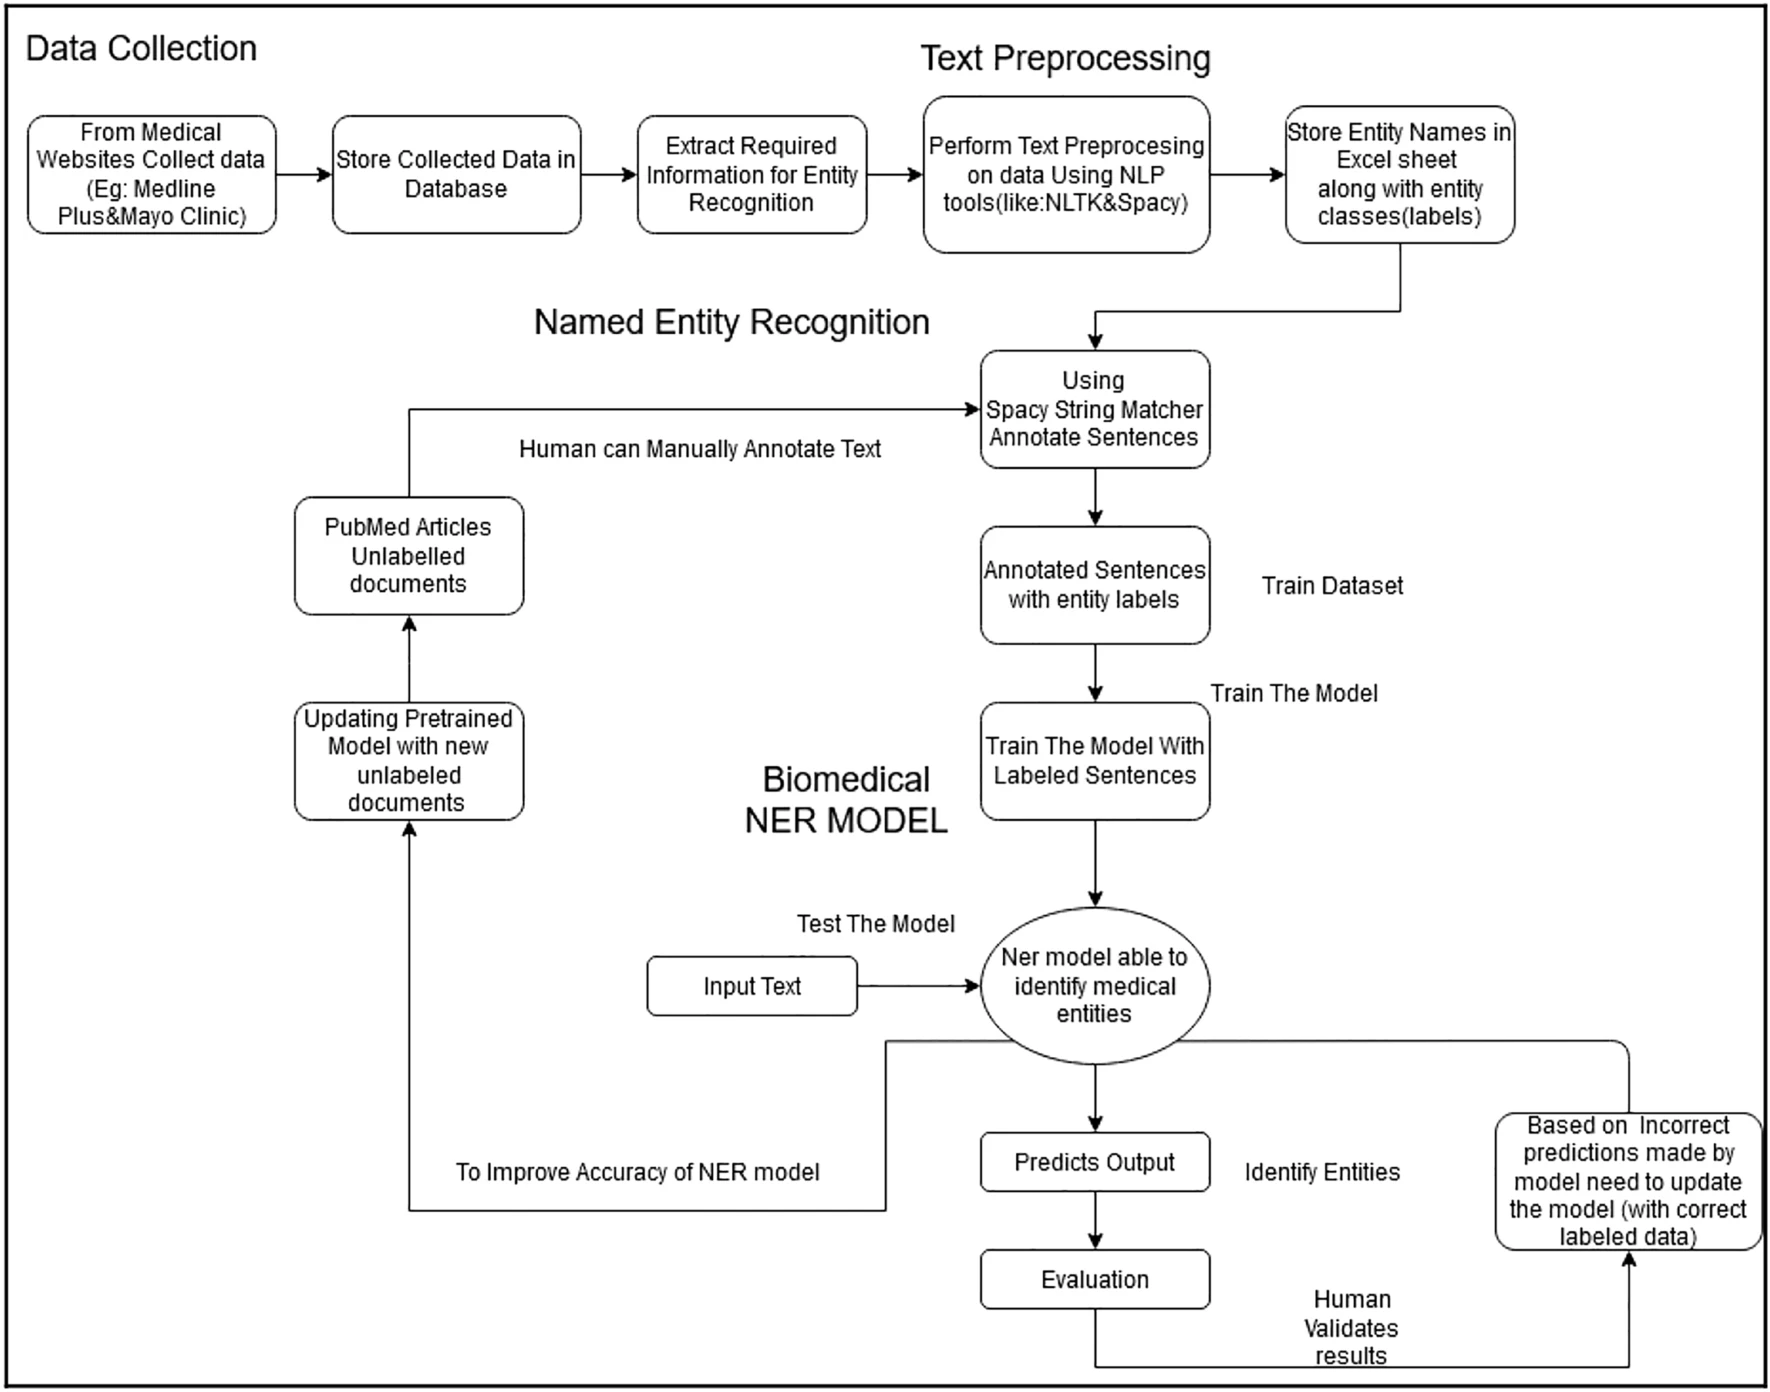 Data Collection
Text Preprocessing
From Medical
Websites Collect data
(Eg: Medline
Plus&Mayo Clinic)
Store Collected Data in
Database
Extract Required
Information for Entity
Recognition
Perform Text Preprocesing
on data Using NLP
tools(like:NLTK&Spacy)
Store Entity Names in
Excel sheet
along with entity
classes(labels)
Named Entity Recognition
Using
Spacy String Matcher
Annotate Sentences
Human can Manually Annotate Text
PubMed Articles
Unlabelled
documents
Annotated Sentences
with entity labels
Train Dataset
Train The Model
Updating Pretrained
Model with new
unlabeled
documents
Train The Model With
Labeled Sentences
Biomedical
NER MODEL
Test The Model
Input Text
Ner model able to
identify medical
entities
Predicts Output
Identify Entities
To Improve Accuracy of NER model
Based on Incorrect
predictions made by
model need to update
the model (with correct
labeled data)
Evaluation
Human
Validates
results